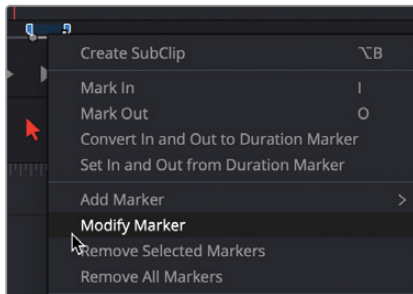 Create SubClip ⌥B
Mark In I
Mark Out O
Convert In and Out to Duration Marker
Set In and Out from Duration Marker
Add Marker >
Modify Marker
Remove Selected Markers
Remove All Markers